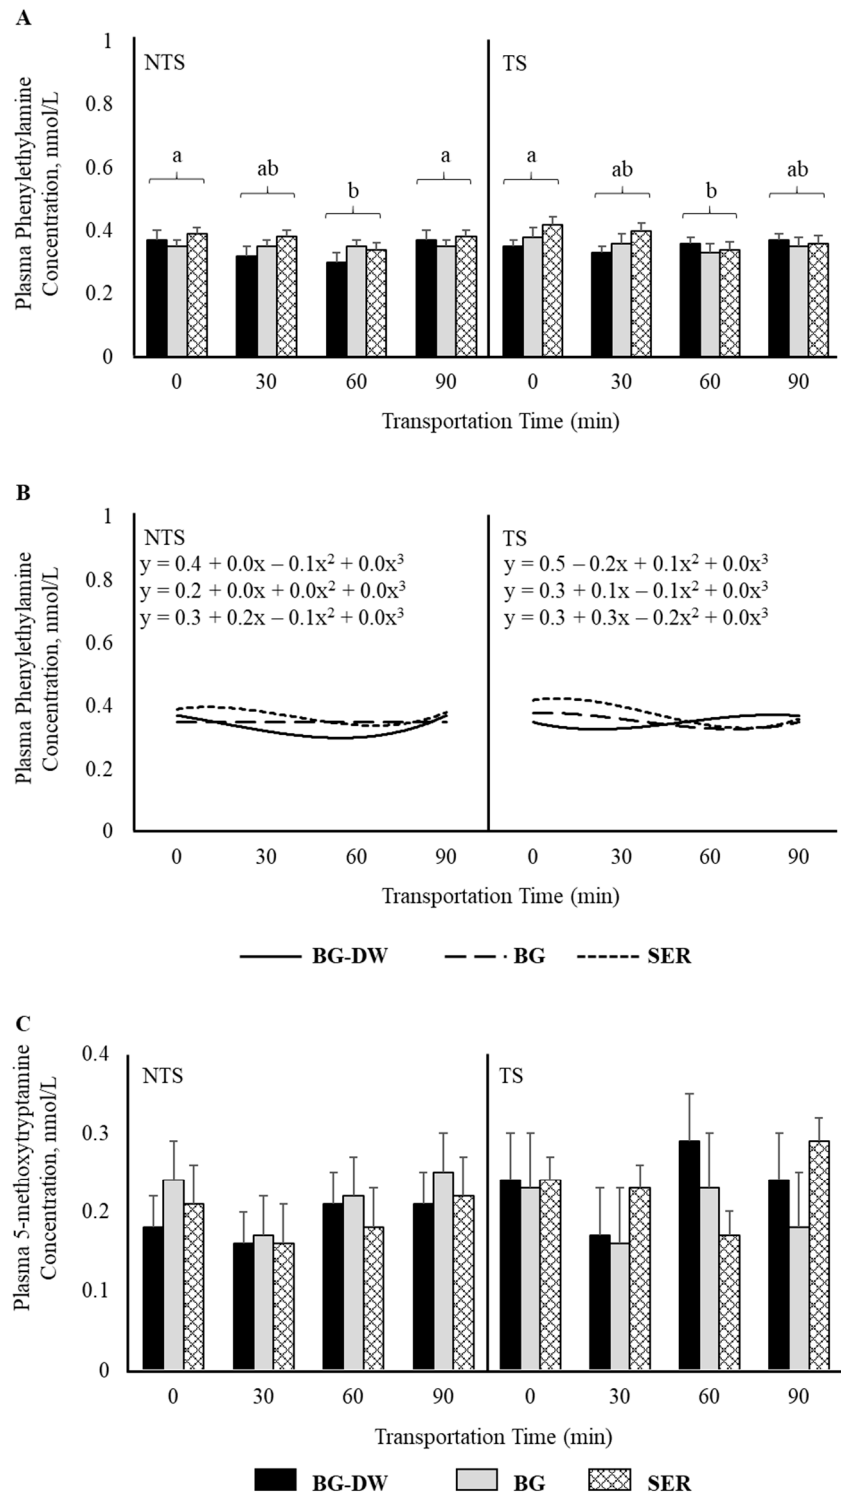 A
Plasma Phenylethylamine
Concentration, nmol/L
1
0.8
0.6
0.4
0.2
0
NTS
TS
a
ab
b
a
a
ab
b
ab
0 30 60 90 0 30 60 90
Transportation Time (min)
B
Plasma Phenylethylamine
Concentration, nmol/L
1
0.8
0.6
0.4
0.2
0
NTS
y = 0.4 + 0.0x – 0.1x² + 0.0x³
y = 0.2 + 0.0x + 0.0x² + 0.0x³
y = 0.3 + 0.2x – 0.1x² + 0.0x³
TS
y = 0.5 – 0.2x + 0.1x² + 0.0x³
y = 0.3 + 0.1x – 0.1x² + 0.0x³
y = 0.3 + 0.3x – 0.2x² + 0.0x³
0 30 60 90 0 30 60 90
Transportation Time (min)
BG-DW BG SER
C
Plasma 5-methoxytryptamine
Concentration, nmol/L
0.4
0.3
0.2
0.1
0
NTS
TS
0 30 60 90 0 30 60 90
Transportation Time (min)
BG-DW BG SER